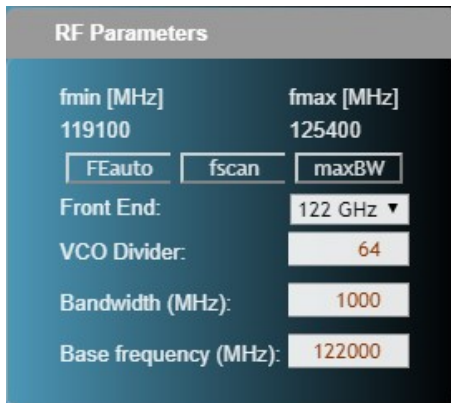 RF Parameters
fmin [MHz] fmax [MHz]
119100 125400
FEauto fscan maxBW
Front End: 122 GHz ▼
VCO Divider: 64
Bandwidth (MHz): 1000
Base frequency (MHz): 122000